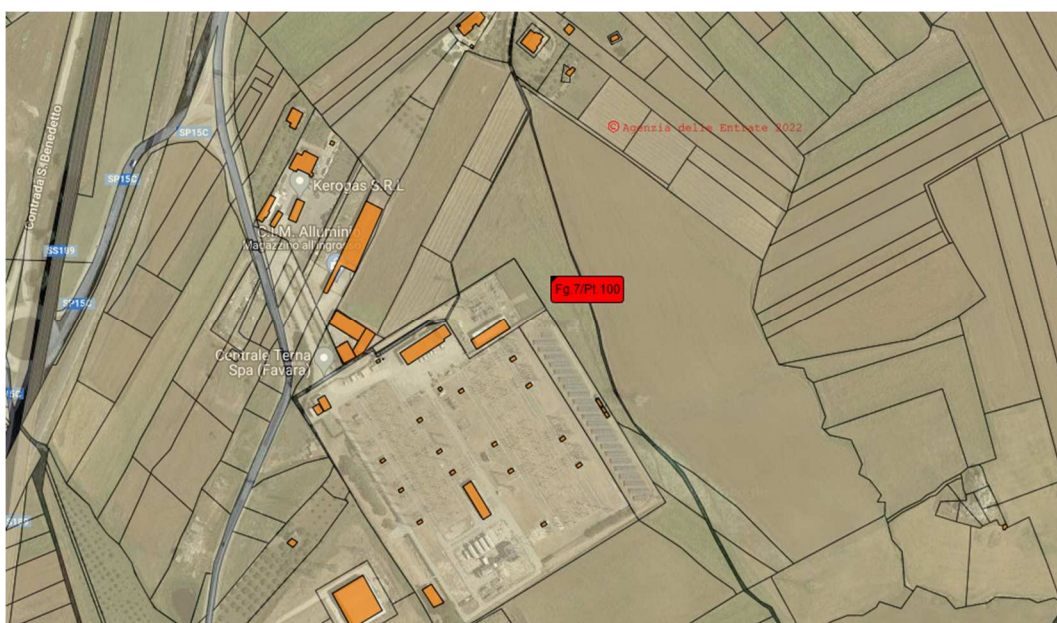 SP15C
© Agenzia delle Entrate 2022
Contrada S. Benedetto
SP15C
Kerogas S.R.L
C.I.M. Alluminio
Magazzino all'ingrosso
SS189
Fg.7/Pt.100
SP15C
Centrale Terna
Spa (Favara)